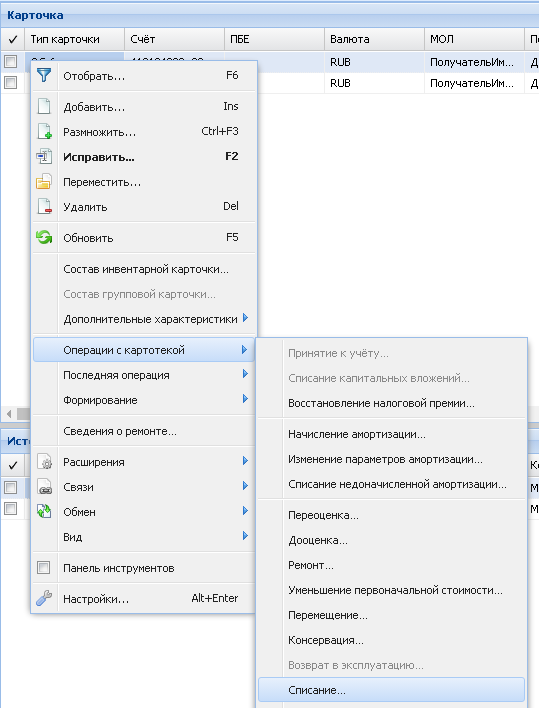 Карточка
Тип карточки Счёт ПБЕ Валюта МОЛ
RUB ПолучательИм...
RUB ПолучательИм...
Отобрать... F6
Добавить... Ins
Размножить... Ctrl+F3
Исправить... F2
Переместить...
Удалить Del
Обновить F5
Состав инвентарной карточки...
Состав групповой карточки...
Дополнительные характеристики
Операции с картотекой
Последняя операция
Формирование
Сведения о ремонте...
Расширения
Связи
Обмен
Вид
Панель инструментов
Настройки... Alt+Enter
Принятие к учёту...
Списание капитальных вложений...
Восстановление налоговой премии...
Начисление амортизации...
Изменение параметров амортизации...
Списание недоначисленной амортизации...
Переоценка...
Дооценка...
Ремонт...
Уменьшение первоначальной стоимости...
Перемещение...
Консервация...
Возврат в эксплуатацию...
Списание...